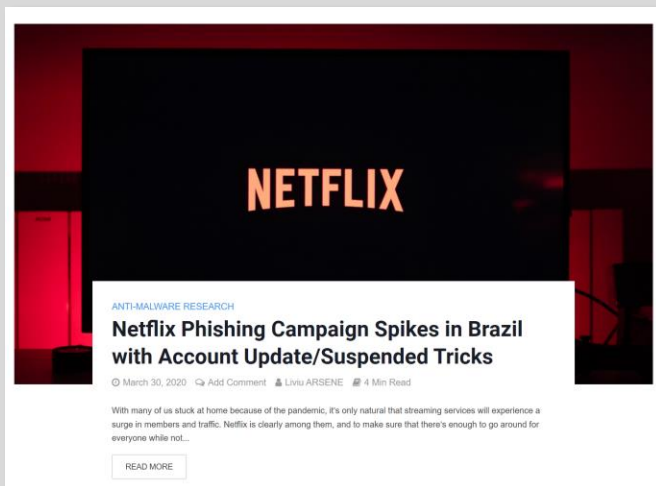 NETFLIX
ANTI-MALWARE RESEARCH
Netflix Phishing Campaign Spikes in Brazil
with Account Update/Suspended Tricks
March 30, 2020 Add Comment Liviu ARSENE 4 Min Read
With many of us stuck at home because of the pandemic, it's only natural that streaming services will experience a
surge in members and traffic. Netflix is clearly among them, and to make sure that there's enough to go around for
everyone while not...
READ MORE